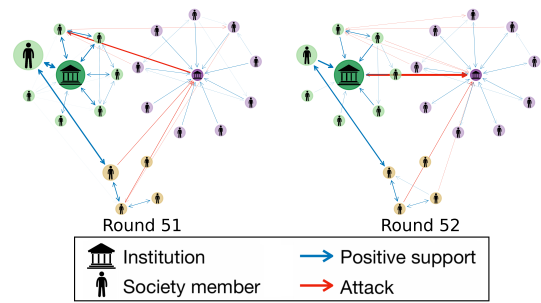 Round 51
Round 52
Institution
Positive support
Society member
Attack